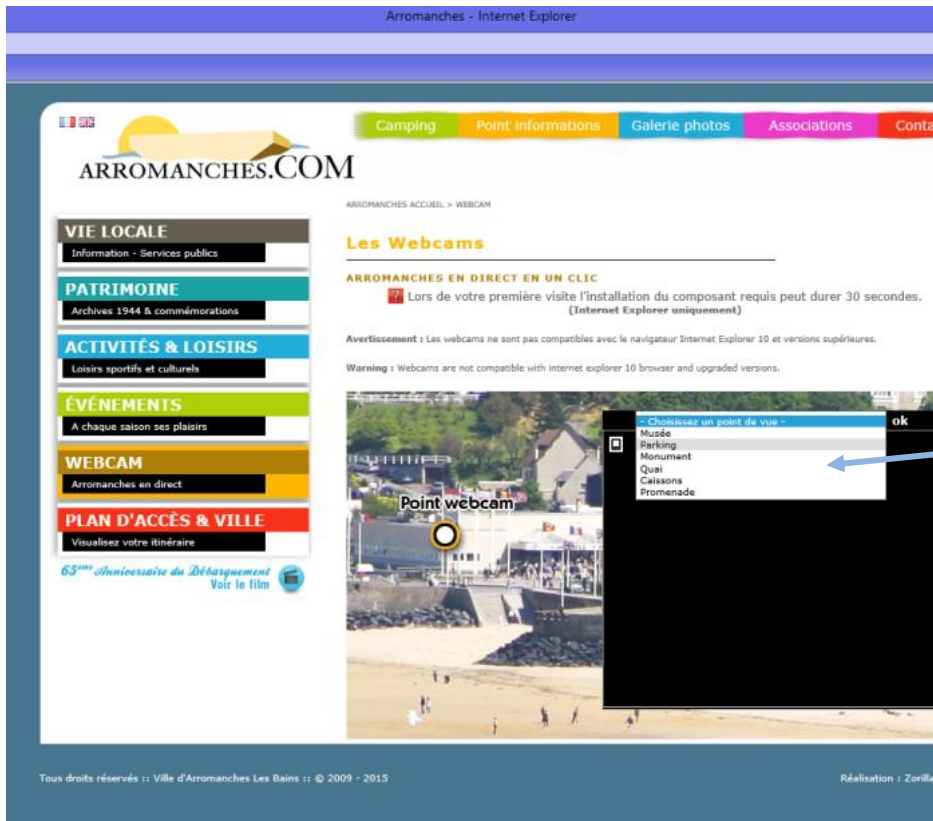 Arromanches - Internet Explorer
Camping
Point informations
Galerie photos
Associations
Conta
ARROMANCHES.COM
ARROMANCHES ACCUEIL > WEBCAM
VIE LOCALE
Information - Services publics
PATRIMOINE
Archives 1944 & commémorations
ACTIVITÉS & LOISIRS
Loisirs sportifs et culturels
ÉVÉNEMENTS
A chaque saison ses plaisirs
WEBCAM
Arromanches en direct
PLAN D'ACCÈS & VILLE
Visualisez votre itinéraire
65eme Anniversaire du Débarquement
Voir le film
Les Webcams
ARROMANCHES EN DIRECT EN UN CLIC
Lors de votre première visite l'installation du composant requis peut durer 30 secondes.
(Internet Explorer uniquement)
Avertissement : Les webcams ne sont pas compatibles avec le navigateur Internet Explorer 10 et versions supérieures.
Warning : Webcams are not compatible with internet explorer 10 browser and upgraded versions.
Point webcam
- Choisissez un point de vue -
ok
Musée
Parking
Monument
Quai
Caissons
Promenade
Tous droits réservés :: Ville d'Arromanches Les Bains :: © 2009 - 2015
Réalisation : Zorilla